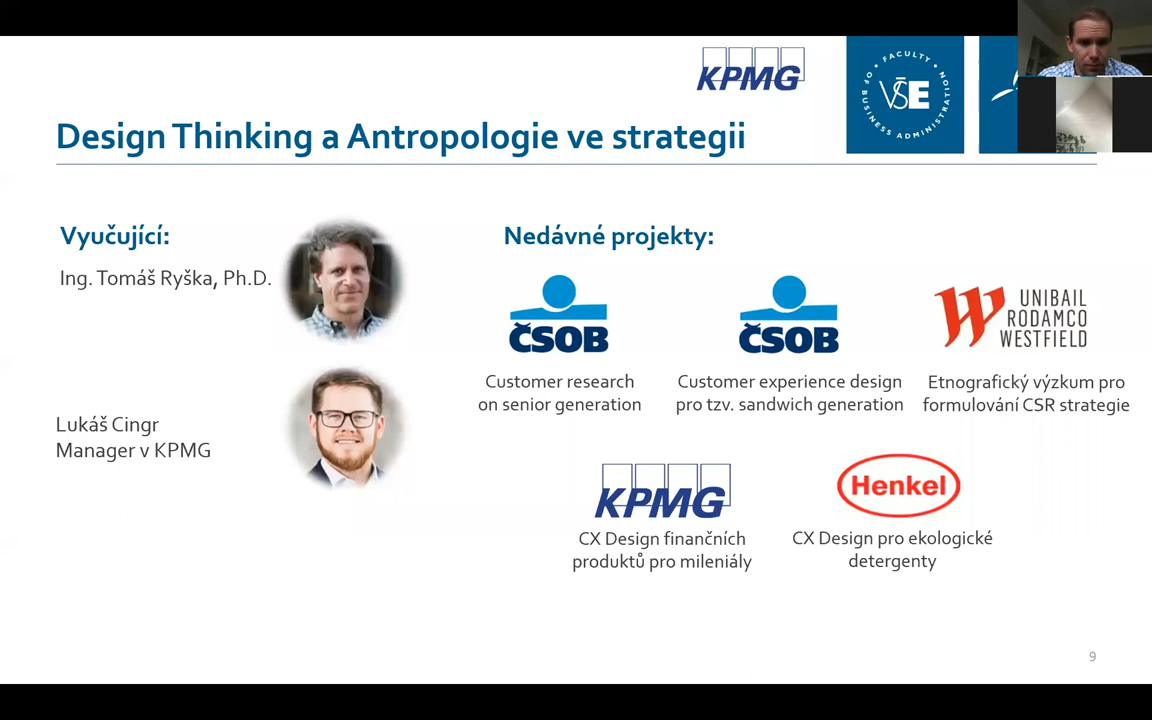 KPMG
FACULTY
OF BUSINESS ADMINISTRATION
VŠE
Design Thinking a Antropologie ve strategii
Vyučující:
Ing. Tomáš Ryška, Ph.D.
Lukáš Cingr
Manager v KPMG
Nedávné projekty:
ČSOB
Customer research
on senior generation
ČSOB
Customer experience design
pro tzv. sandwich generation
UNIBAIL
RODAMCO
WESTFIELD
Etnografický výzkum pro
formulování CSR strategie
KPMG
CX Design finančních
produktů pro mileniály
Henkel
CX Design pro ekologické
detergenty
9